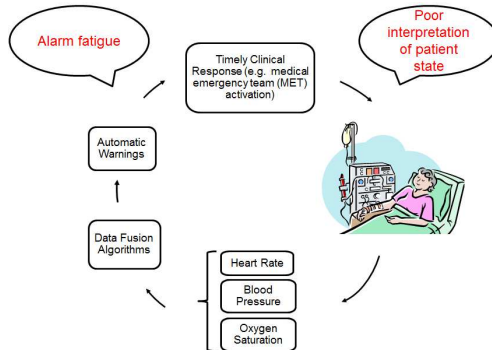 Alarm fatigue
Poor
interpretation
of patient
state
Timely Clinical
Response (e.g. medical
emergency team (MET)
activation)
Automatic
Warnings
Data Fusion
Algorithms
Heart Rate
Blood
Pressure
Oxygen
Saturation